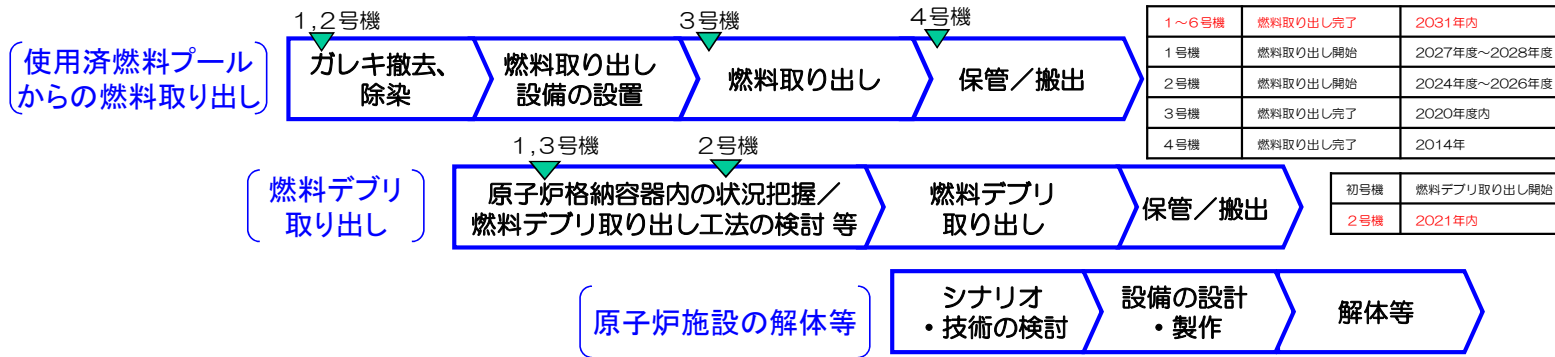 1,2号機
3号機
4号機
使用済燃料プール
からの燃料取り出し
ガレキ撤去、
除染
燃料取り出し
設備の設置
燃料取り出し
保管/搬出
1~6号機 燃料取り出し完了 2031年内
1号機 燃料取り出し開始 2027年度~2028年度
2号機 燃料取り出し開始 2024年度~2026年度
3号機 燃料取り出し完了 2020年度内
4号機 燃料取り出し完了 2014年
1,3号機
2号機
燃料デブリ
取り出し
原子炉格納容器内の状況把握/
燃料デブリ取り出し工法の検討 等
燃料デブリ
取り出し
保管/搬出
初号機 燃料デブリ取り出し開始
2号機 2021年内
原子炉施設の解体等
シナリオ
・技術の検討
設備の設計
・製作
解体等